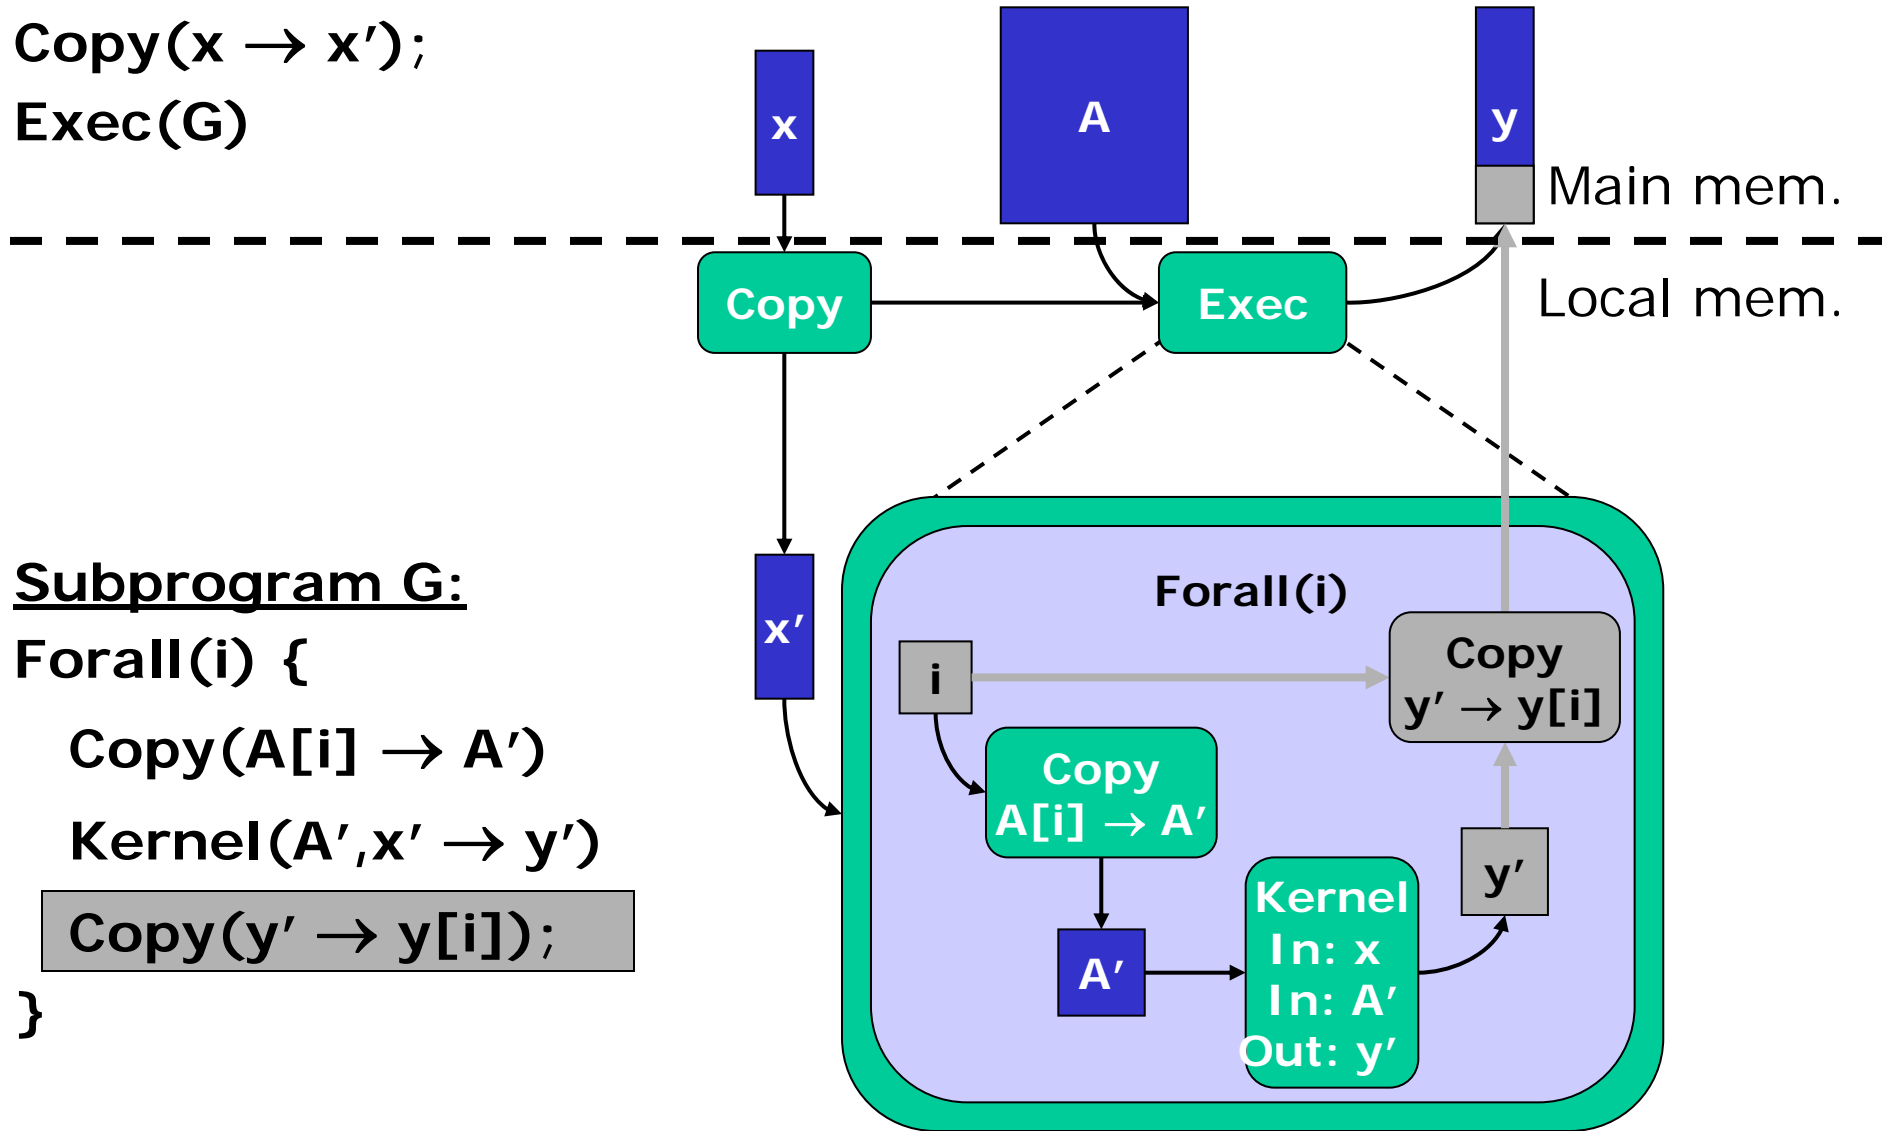 Copy(x → x′);
Exec(G)
x
A
y
Main mem.
Local mem.
Copy
Exec
Subprogram G:
Forall(i) {
Copy(A[i] → A′)
Kernel(A′,x′ → y′)
Copy(y′ → y[i]);
}
x′
Forall(i)
i
Copy
y′ → y[i]
Copy
A[i] → A′
y′
A′
Kernel
In: x
In: A′
Out: y′